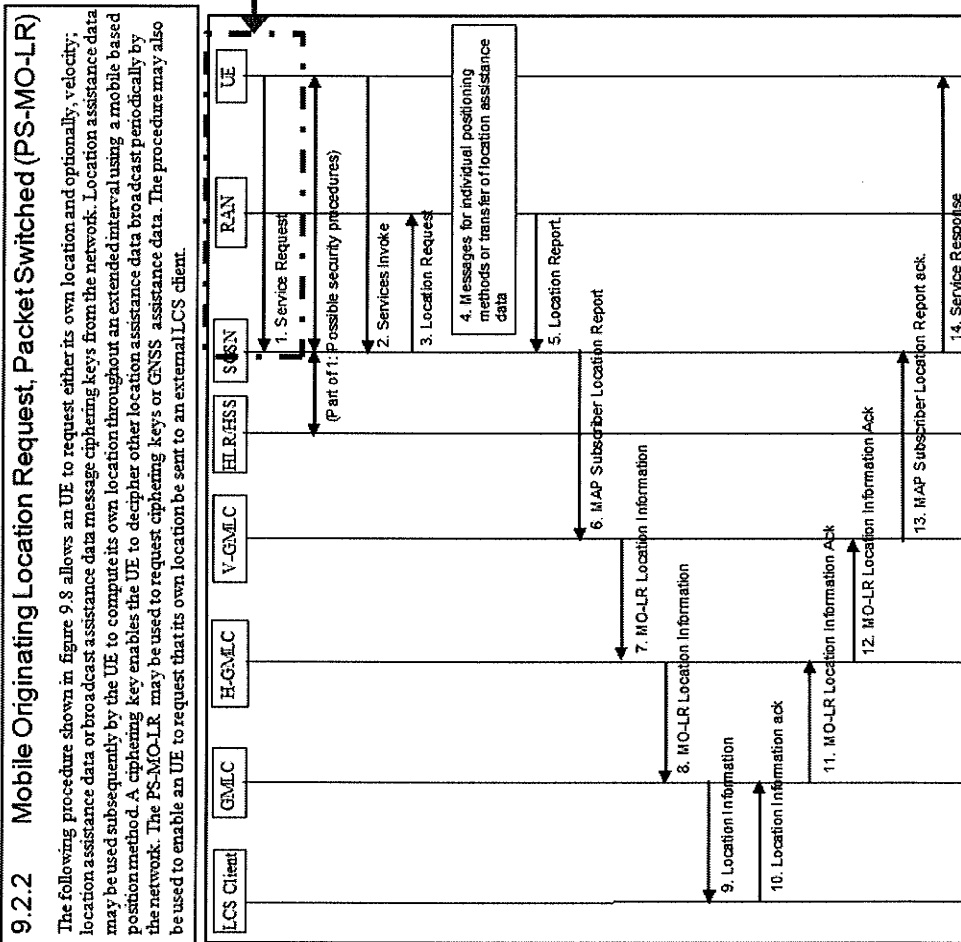 9.2.2 Mobile Originating Location Request, Packet Switched (PS-MO-LR)
The following procedure shown in figure 9.8 allows an UE to request either its own location and optionally, velocity;
location assistance data or broadcast assistance data message ciphering keys from the network. Location assistance data
may be used subsequently by the UE to compute its own location throughout an extended interval using a mobile based
position method. A ciphering key enables the UE to decipher other location assistance data broadcast periodically by
the network. The PS-MO-LR may be used to request ciphering keys or GNSS assistance data. The procedure may also
be used to enable an UE to request that its own location be sent to an external LCS client.
LCS Client
GMLC
H-GMLC
V-GMLC
HLR/HSS
SGSN
RAN
UE
1. Service Request
(Part of 1: Possible security procedures)
2. Services Invoke
3. Location Request
4. Messages for individual positioning
methods or transfer of location assistance
data
5. Location Report
6. MAP Subscriber Location Report
7. MO-LR Location Information
8. MO-LR Location Information
9. Location Information
10. Location Information ack
11. MO-LR Location Information Ack
12. MO-LR Location Information Ack
13. MAP Subscriber Location Report ack.
14. Service Response